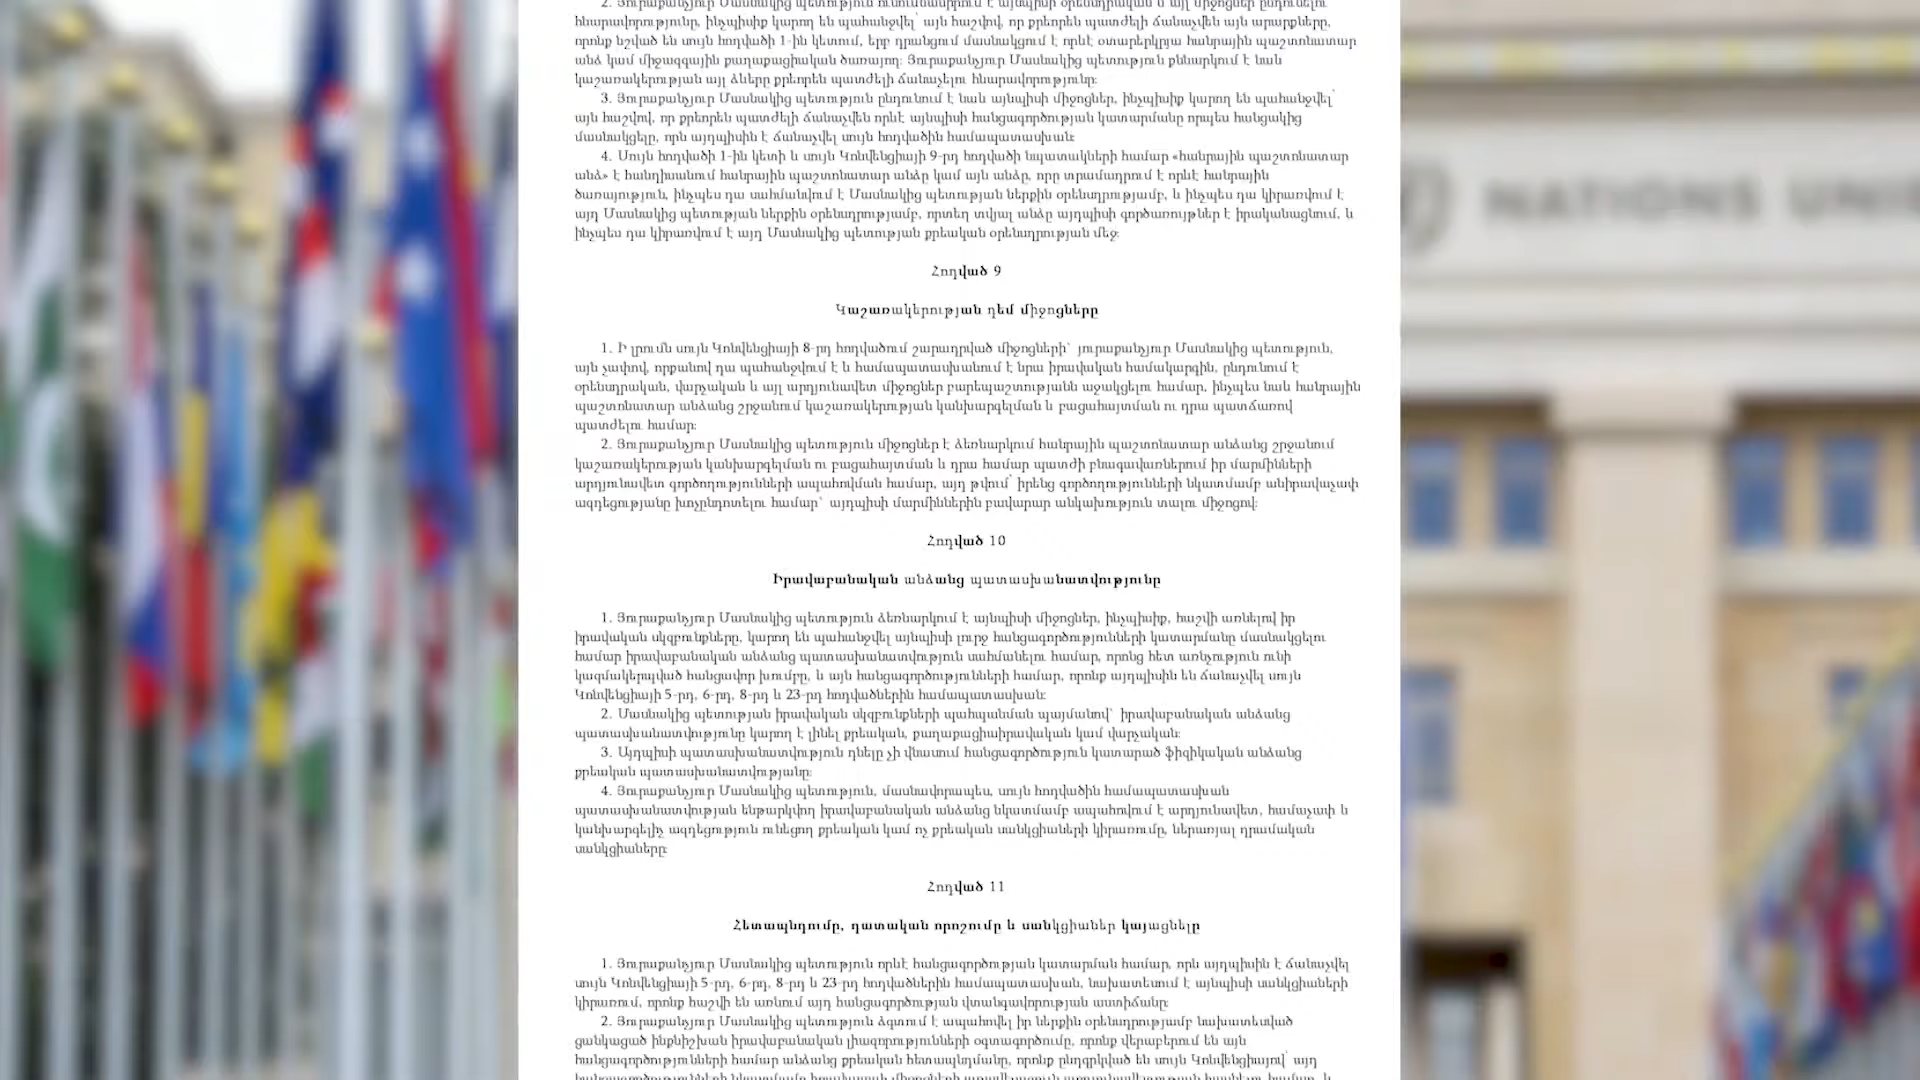 2. Յուրաքանչյուր Մասնակից պետություն ուսումնասիրում է այնպիսի օրենսդրական և այլ միջոցներ ընդունելու
հնարավորությունը, ինչպիսիք կարող են պահանջվել՝ այն հաշվով, որ քրեորեն պատժելի ճանաչվեն այն արարքները,
որոնք նշված են սույն հոդվածի 1-ին կետում, երբ դրանցում մասնակցում է որևէ օտարերկրյա հանրային պաշտոնատար
անձ կամ միջազգային քաղաքացիական ծառայող: Յուրաքանչյուր Մասնակից պետություն քննարկում է նաև
կաշառակերության այլ ձևերը քրեորեն պատժելի ճանաչելու հնարավորությունը:
3. Յուրաքանչյուր Մասնակից պետություն ընդունում է նաև այնպիսի միջոցներ, ինչպիսիք կարող են պահանջվել՝
այն հաշվով, որ քրեորեն պատժելի ճանաչվեն որևէ այնպիսի հանցագործության կատարմանը որպես հանցակից
մասնակցելը, որն այդպիսին է ճանաչվել սույն հոդվածին համապատասխան:
4. Սույն հոդվածի 1-ին կետի և սույն Կոնվենցիայի 9-րդ հոդվածի նպատակների համար «հանրային պաշտոնատար
անձ» է հանդիսանում հանրային պաշտոնատար անձը կամ այն անձը, որը տրամադրում է որևէ հանրային
ծառայություն, ինչպես դա սահմանվում է Մասնակից պետության ներքին օրենսդրությամբ, և ինչպես դա կիրառվում է
այդ Մասնակից պետության ներքին օրենսդրությամբ, որտեղ տվյալ անձը այդպիսի գործառույթներ է իրականացնում, և
ինչպես դա կիրառվում է այդ Մասնակից պետության քրեական օրենսդրության մեջ:
Հոդված 9
Կաշառակերության դեմ միջոցները
1. Ի լրումն սույն Կոնվենցիայի 8-րդ հոդվածում շարադրված միջոցների՝ յուրաքանչյուր Մասնակից պետություն,
այն չափով, որքանով դա պահանջվում է և համապատասխանում է նրա իրավական համակարգին, ընդունում է
օրենսդրական, վարչական և այլ արդյունավետ միջոցներ բարեպաշտությանն աջակցելու համար, ինչպես նաև հանրային
պաշտոնատար անձանց շրջանում կաշառակերության կանխարգելման և բացահայտման ու դրա պատճառով
պատժելու համար:
2. Յուրաքանչյուր Մասնակից պետություն միջոցներ է ձեռնարկում հանրային պաշտոնատար անձանց շրջանում
կաշառակերության կանխարգելման ու բացահայտման և դրա համար պատժի բնագավառներում իր մարմինների
արդյունավետ գործողությունների ապահովման համար, այդ թվում՝ իրենց գործողությունների նկատմամբ անիրավաչափ
ազդեցությանը խոչընդոտելու համար՝ այդպիսի մարմիններին բավարար անկախություն տալու միջոցով:
Հոդված 10
Իրավաբանական անձանց պատասխանատվությունը
1. Յուրաքանչյուր Մասնակից պետություն ձեռնարկում է այնպիսի միջոցներ, ինչպիսիք, հաշվի առնելով իր
իրավական սկզբունքները, կարող են պահանջվել այնպիսի լուրջ հանցագործությունների կատարմանը մասնակցելու
համար իրավաբանական անձանց պատասխանատվություն սահմանելու համար, որոնց հետ առնչություն ունի
կազմակերպված հանցավոր խումբը, և այն հանցագործությունների համար, որոնք այդպիսին են ճանաչվել սույն
Կոնվենցիայի 5-րդ, 6-րդ, 8-րդ և 23-րդ հոդվածներին համապատասխան:
2. Մասնակից պետության իրավական սկզբունքների պահպանման պայմանով՝ իրավաբանական անձանց
պատասխանատվությունը կարող է լինել քրեական, քաղաքացիաիրավական կամ վարչական:
3. Այդպիսի պատասխանատվություն դնելը չի վնասում հանցագործություն կատարած ֆիզիկական անձանց
քրեական պատասխանատվությանը:
4. Յուրաքանչյուր Մասնակից պետություն, մասնավորապես, սույն հոդվածին համապատասխան
պատասխանատվության ենթարկվող իրավաբանական անձանց նկատմամբ ապահովում է արդյունավետ, համաչափ և
կանխարգելիչ ազդեցություն ունեցող քրեական կամ ոչ քրեական սանկցիաների կիրառումը, ներառյալ դրամական
սանկցիաները:
Հոդված 11
Հետապնդումը, դատական որոշումը և սանկցիաներ կայացնելը
1. Յուրաքանչյուր Մասնակից պետություն որևէ հանցագործության կատարման համար, որն այդպիսին է ճանաչվել
սույն Կոնվենցիայի 5-րդ, 6-րդ, 8-րդ և 23-րդ հոդվածներին համապատասխան, նախատեսում է այնպիսի սանկցիաների
կիրառում, որոնք հաշվի են առնում այդ հանցագործության վտանգավորության աստիճանը:
2. Յուրաքանչյուր Մասնակից պետություն ձգտում է ապահովել իր ներքին օրենսդրությամբ նախատեսված
ցանկացած ինքնիշխան իրավաբանական լիազորությունների օգտագործումը, որոնք վերաբերում են այն
հանցագործությունների համար անձանց քրեական հետապնդմանը, որոնք ընդգրկված են սույն Կոնվենցիայով՝ այդ
NATIONS